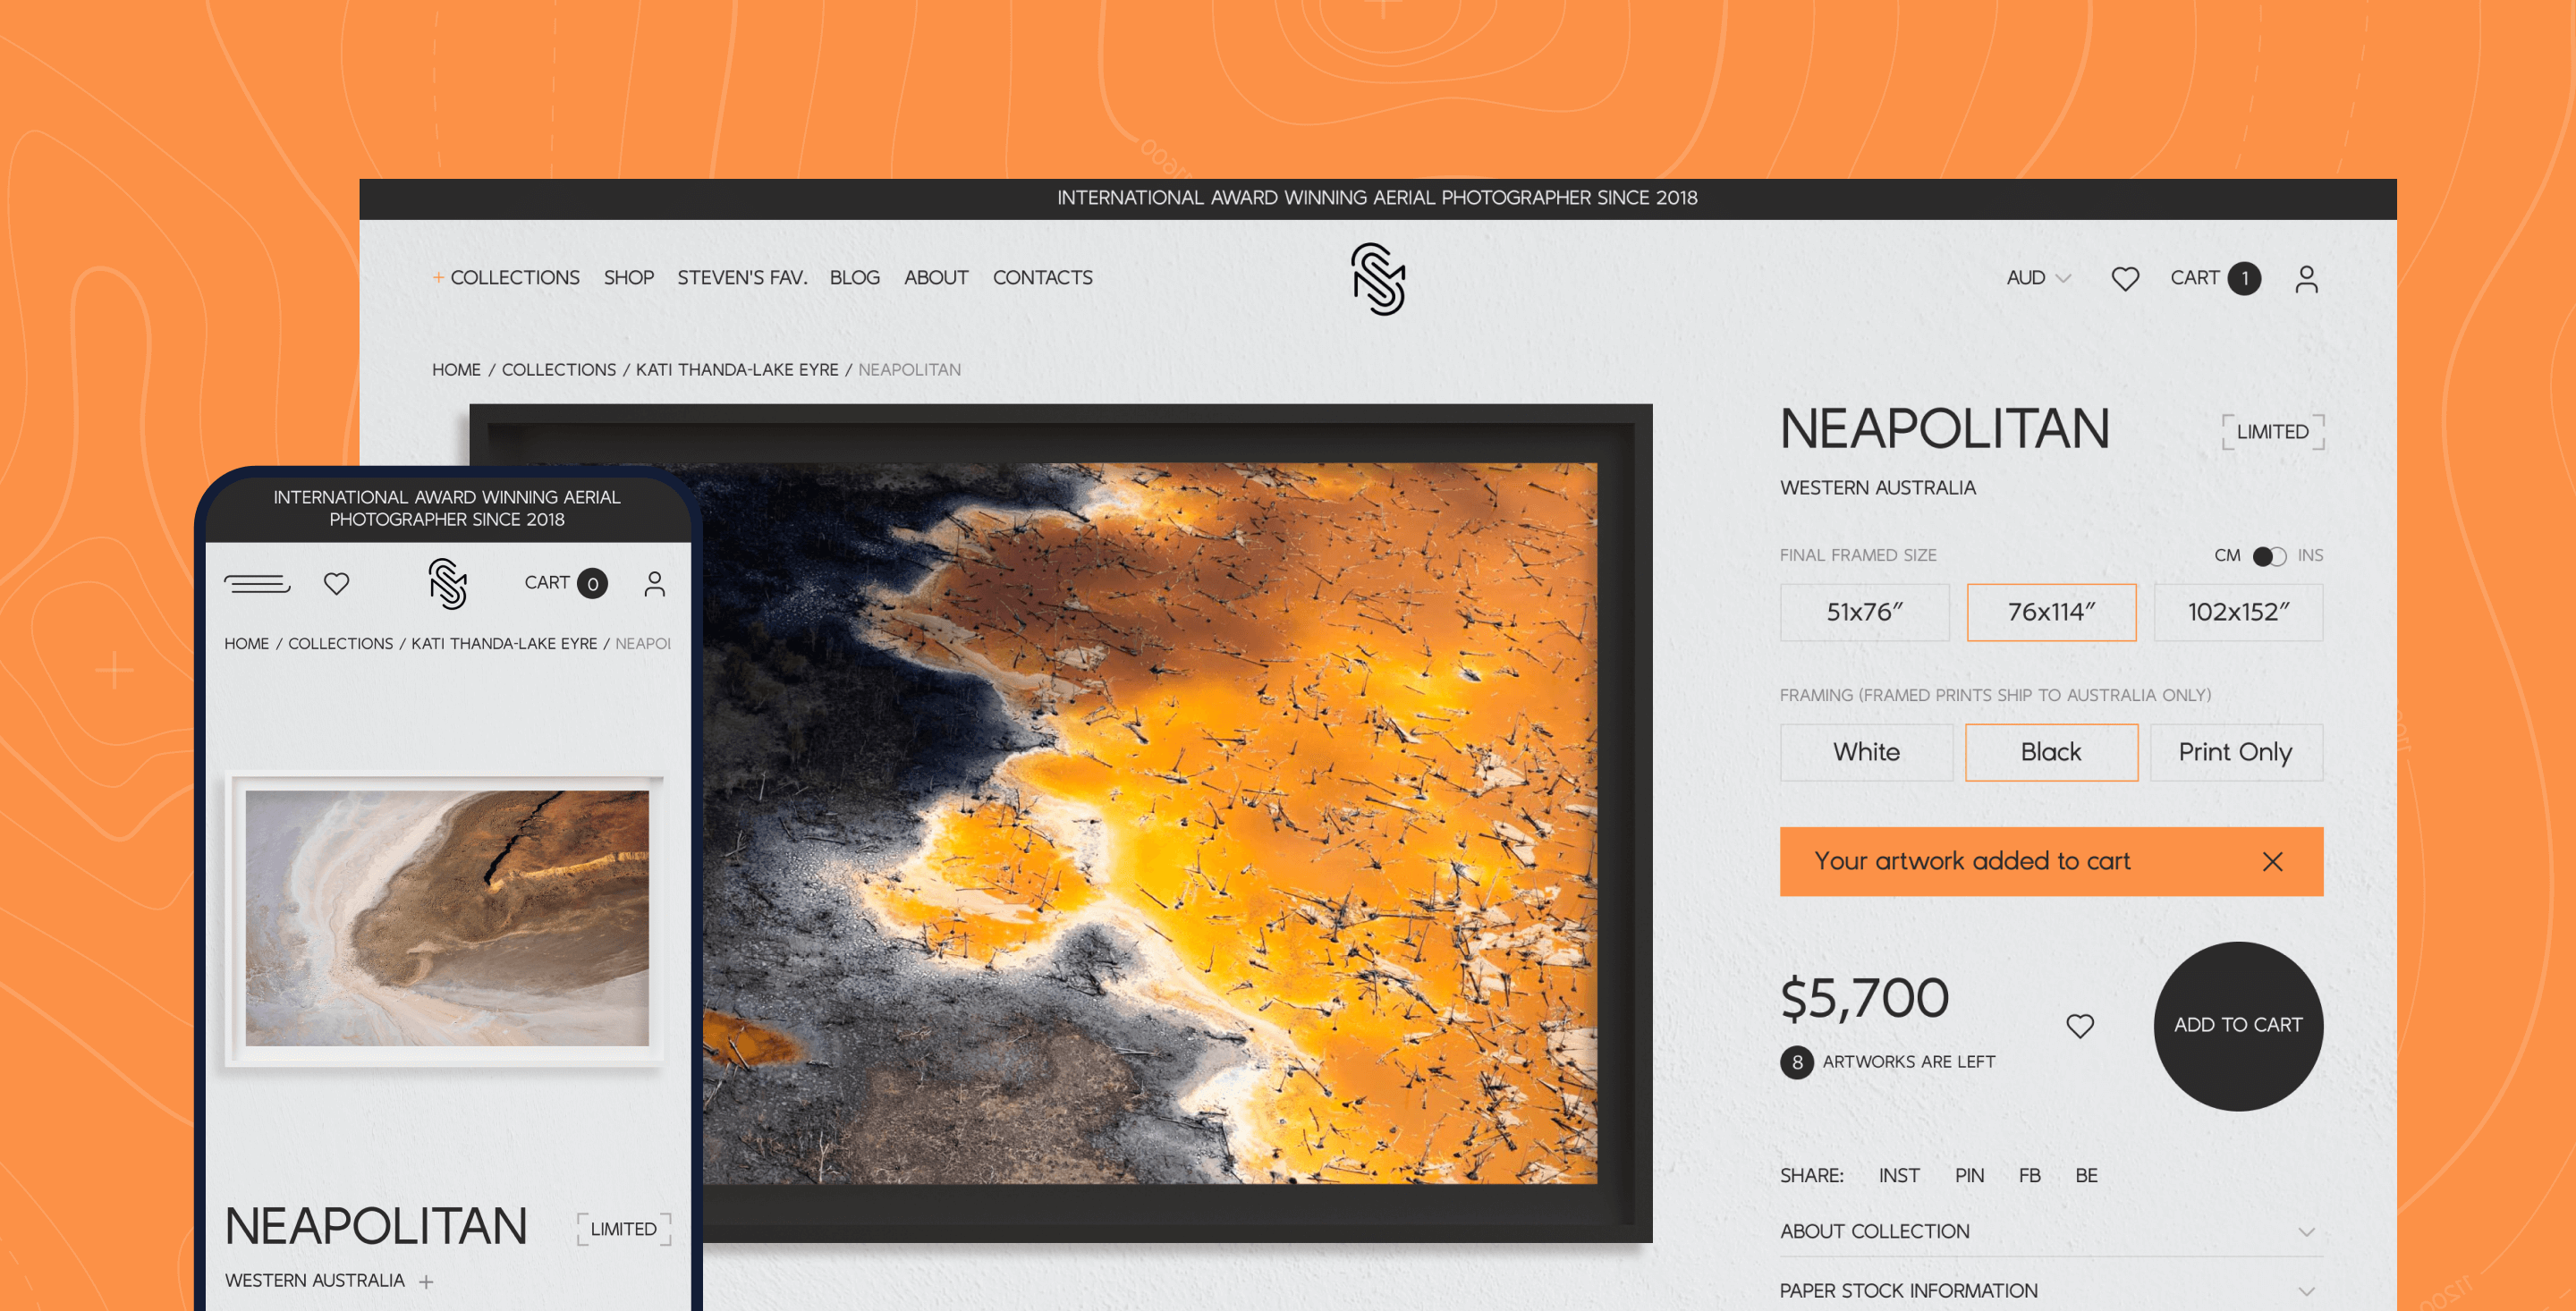 INTERNATIONAL AWARD WINNING AERIAL PHOTOGRAPHER SINCE 2018
+ COLLECTIONS SHOP STEVEN'S FAV. BLOG ABOUT CONTACTS
AUD CART 1
HOME / COLLECTIONS / KATI THANDA-LAKE EYRE / NEAPOLITAN
NEAPOLITAN
LIMITED
WESTERN AUSTRALIA
FINAL FRAMED SIZE
CM INS
51x76″ 76x114″ 102x152″
FRAMING (FRAMED PRINTS SHIP TO AUSTRALIA ONLY)
White Black Print Only
Your artwork added to cart
$5,700
8 ARTWORKS ARE LEFT
ADD TO CART
SHARE: INST PIN FB BE
ABOUT COLLECTION
PAPER STOCK INFORMATION
INTERNATIONAL AWARD WINNING AERIAL
PHOTOGRAPHER SINCE 2018
CART 0
HOME / COLLECTIONS / KATI THANDA-LAKE EYRE / NEAPOL
NEAPOLITAN
LIMITED
WESTERN AUSTRALIA +